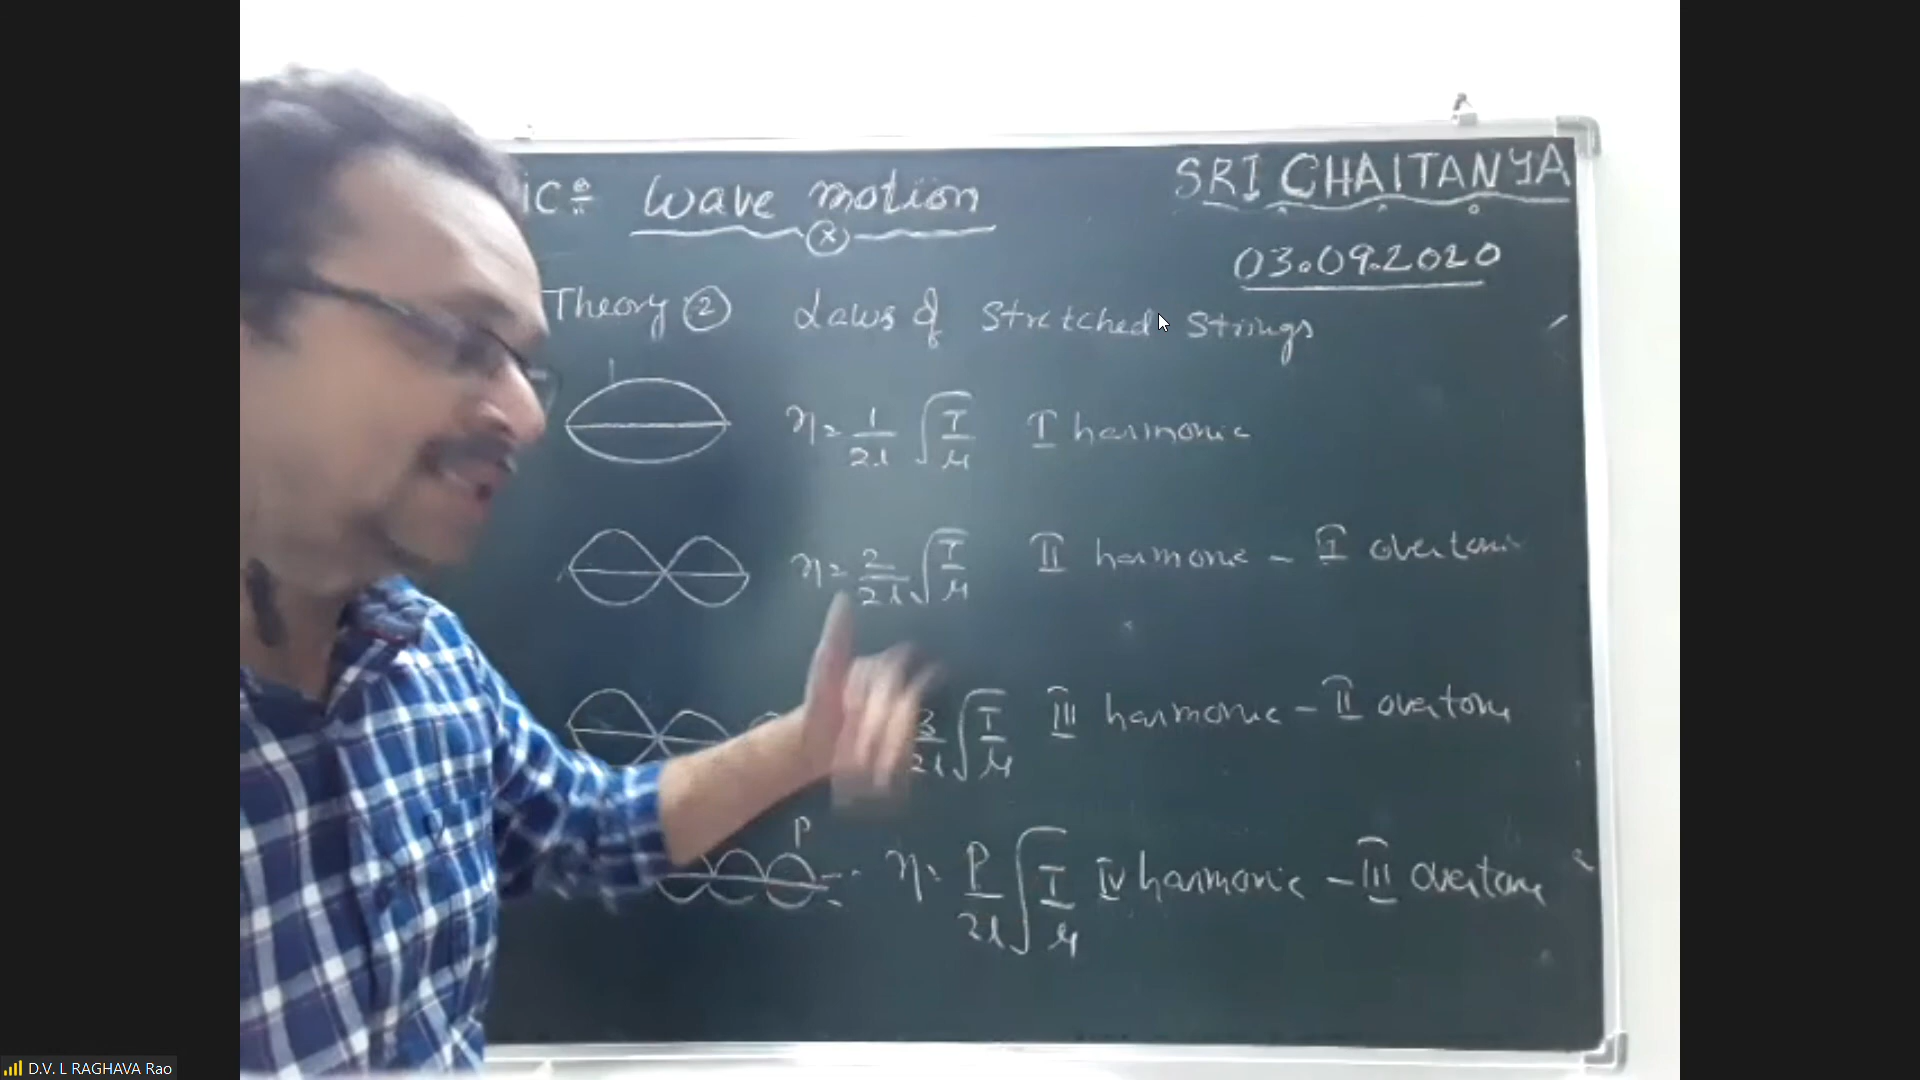 iC:- Wave motion
SRI CHAITANYA
03.09.2020
Theory ② Laws of Stretched Strings
η = 1/2l √T/μ I harmonic
η = 2/2l √T/μ II harmonic - I overtone
3/2l √T/μ III harmonic - II overtone
P
η = P/2l √T/μ IV harmonic - III overtone
D.V. L RAGHAVA Rao